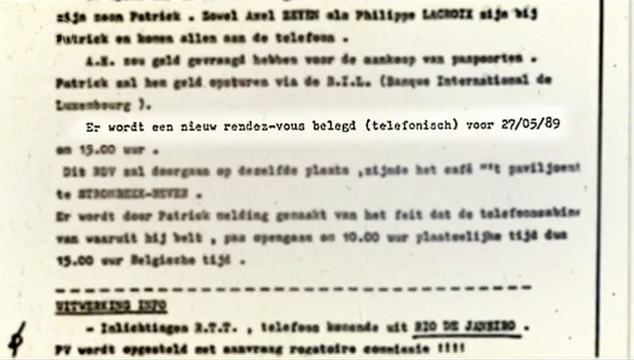 zijn zoon Patrick . Zowel Axel ZEYEN als Philippe LACROIX zijn bij
Patrick en komen allen aan de telefoon .
A.H. zou geld gevraagd hebben voor de aankoop van paspoorten .
Patrick zal hen geld opsturen via de B.I.L. (Banque International de
Luxembourg ).
Er wordt een nieuw rendez-vous belegd (telefonisch) voor 27/05/89
om 15.00 uur .
Dit RDV zal doorgaan op dezelfde plaats ,zijnde het café "'t paviljoent
te STROMBEEK-BEVER .
Er wordt door Patrick melding gemaakt van het feit dat de telefooncabine
van waaruit hij belt , pas opengaan om 10.00 uur plaatselijke tijd dus
15.00 uur Belgische tijd .
UITWERKING INFO
- Inlichtingen R.T.T. , telefoon komende uit RIO DE JANEIRO .
PV wordt opgesteld met aanvraag rogatoire commissie !!!!